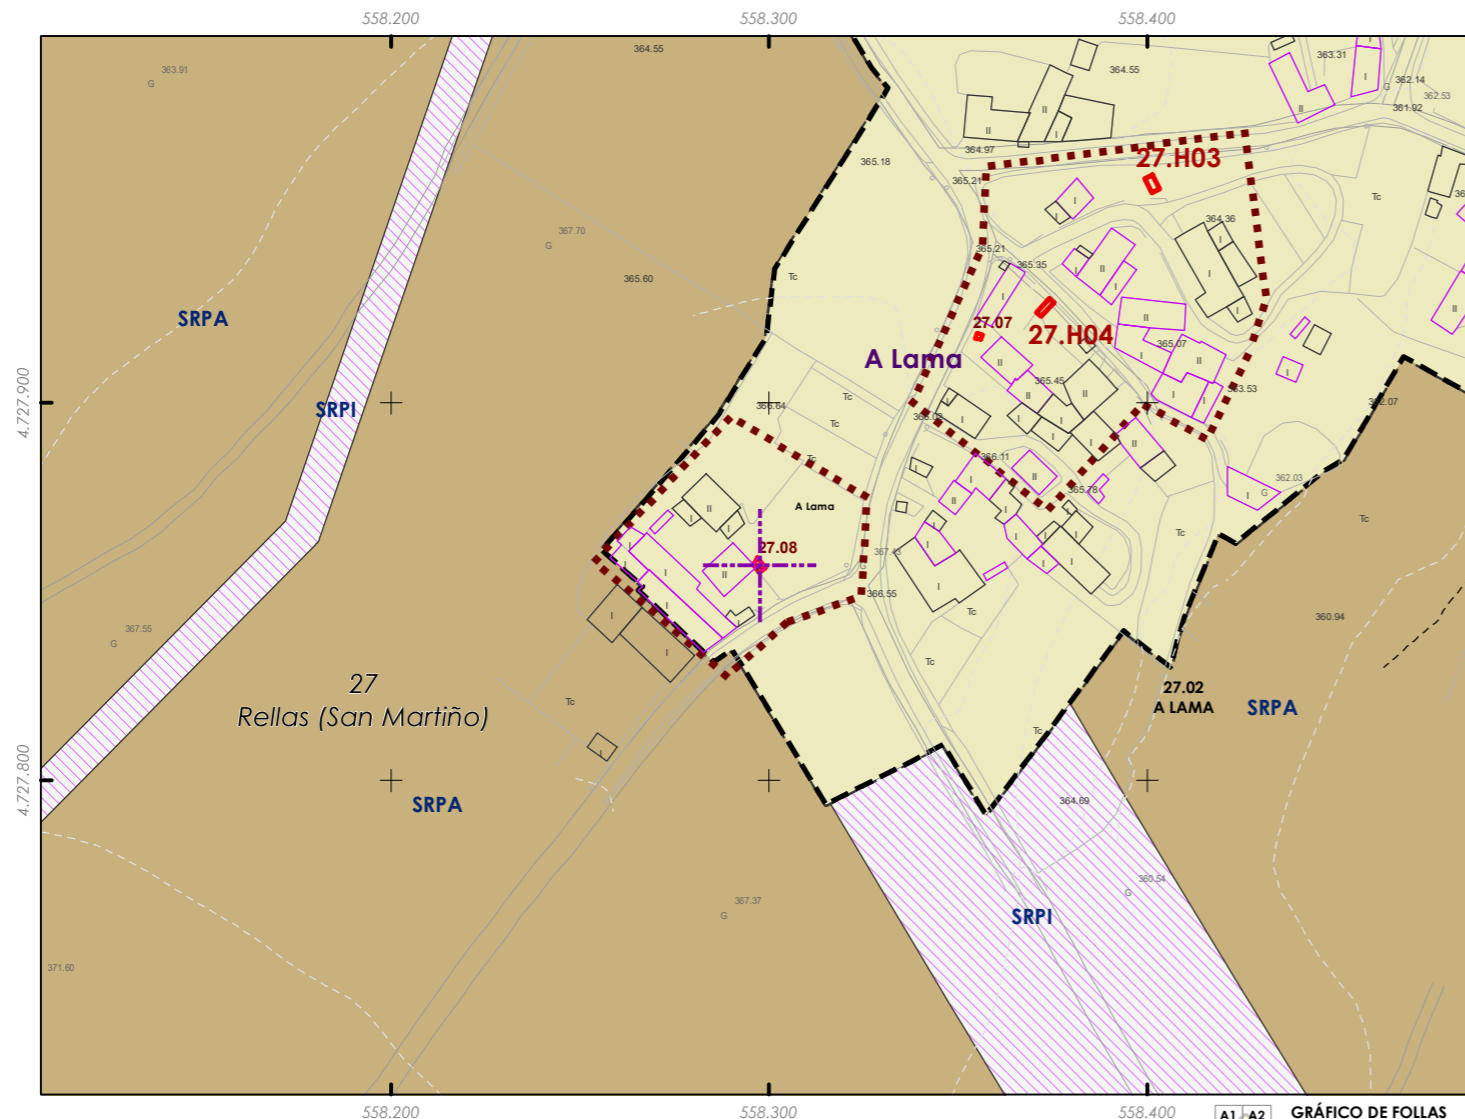 558.200
558.300
558.400
363.91
G
364.55
364.55
363.31
362.14
G
362.53
361.92
II
II
I
II
I
364.97
365.18
27.H03
365.21
Tc
364.36
367.70
G
365.21
365.35
365.60
Tc
SRPA
27.07
27.H04
365.07
A Lama
365.45
4.727.900
SRPI
366.64
Tc
Tc
Tc
366.11
365.78
362.03
G
A Lama
Tc
Tc
27.08
367.43
G
366.55
367.55
G
Tc
360.94
Tc
27
Rellas (San Martiño)
27.02
A LAMA
SRPA
Tc
Tc
4.727.800
SRPA
364.69
360.54
G
367.37
G
SRPI
371.60
558.200
558.300
558.400
A1 A2
GRÁFICO DE FOLLAS